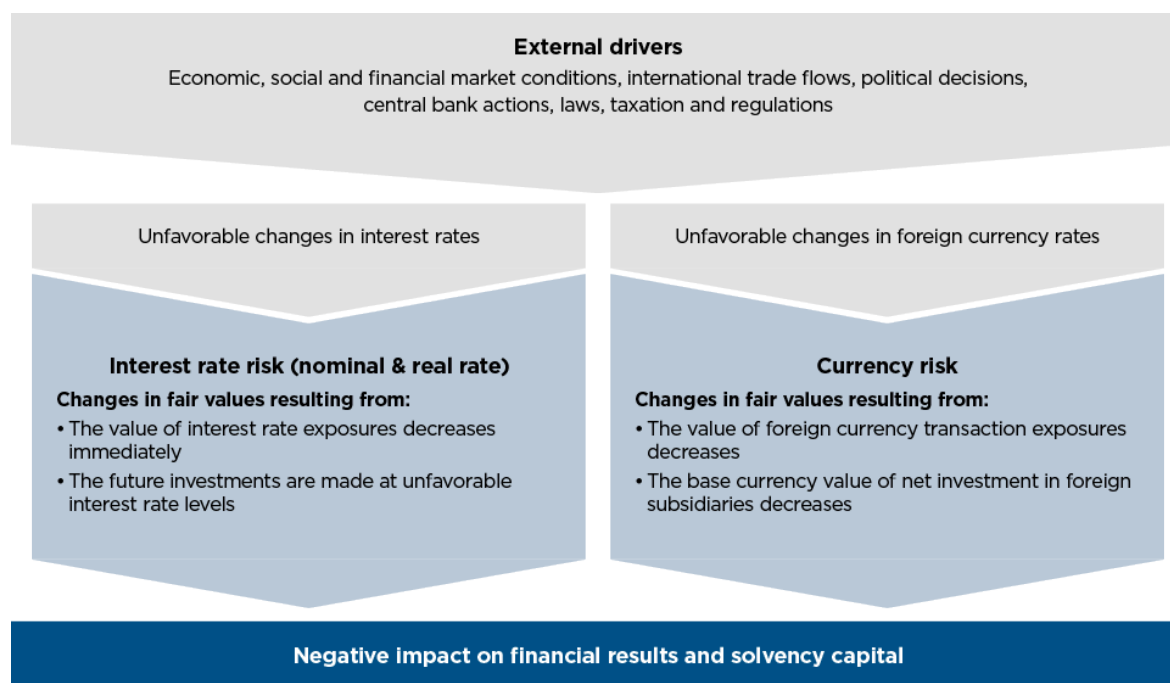 External drivers
Economic, social and financial market conditions, international trade flows, political decisions,
central bank actions, laws, taxation and regulations
Unfavorable changes in interest rates
Interest rate risk (nominal & real rate)
Changes in fair values resulting from:
• The value of interest rate exposures decreases
immediately
• The future investments are made at unfavorable
interest rate levels
Unfavorable changes in foreign currency rates
Currency risk
Changes in fair values resulting from:
• The value of foreign currency transaction exposures
decreases
• The base currency value of net investment in foreign
subsidiaries decreases
Negative impact on financial results and solvency capital